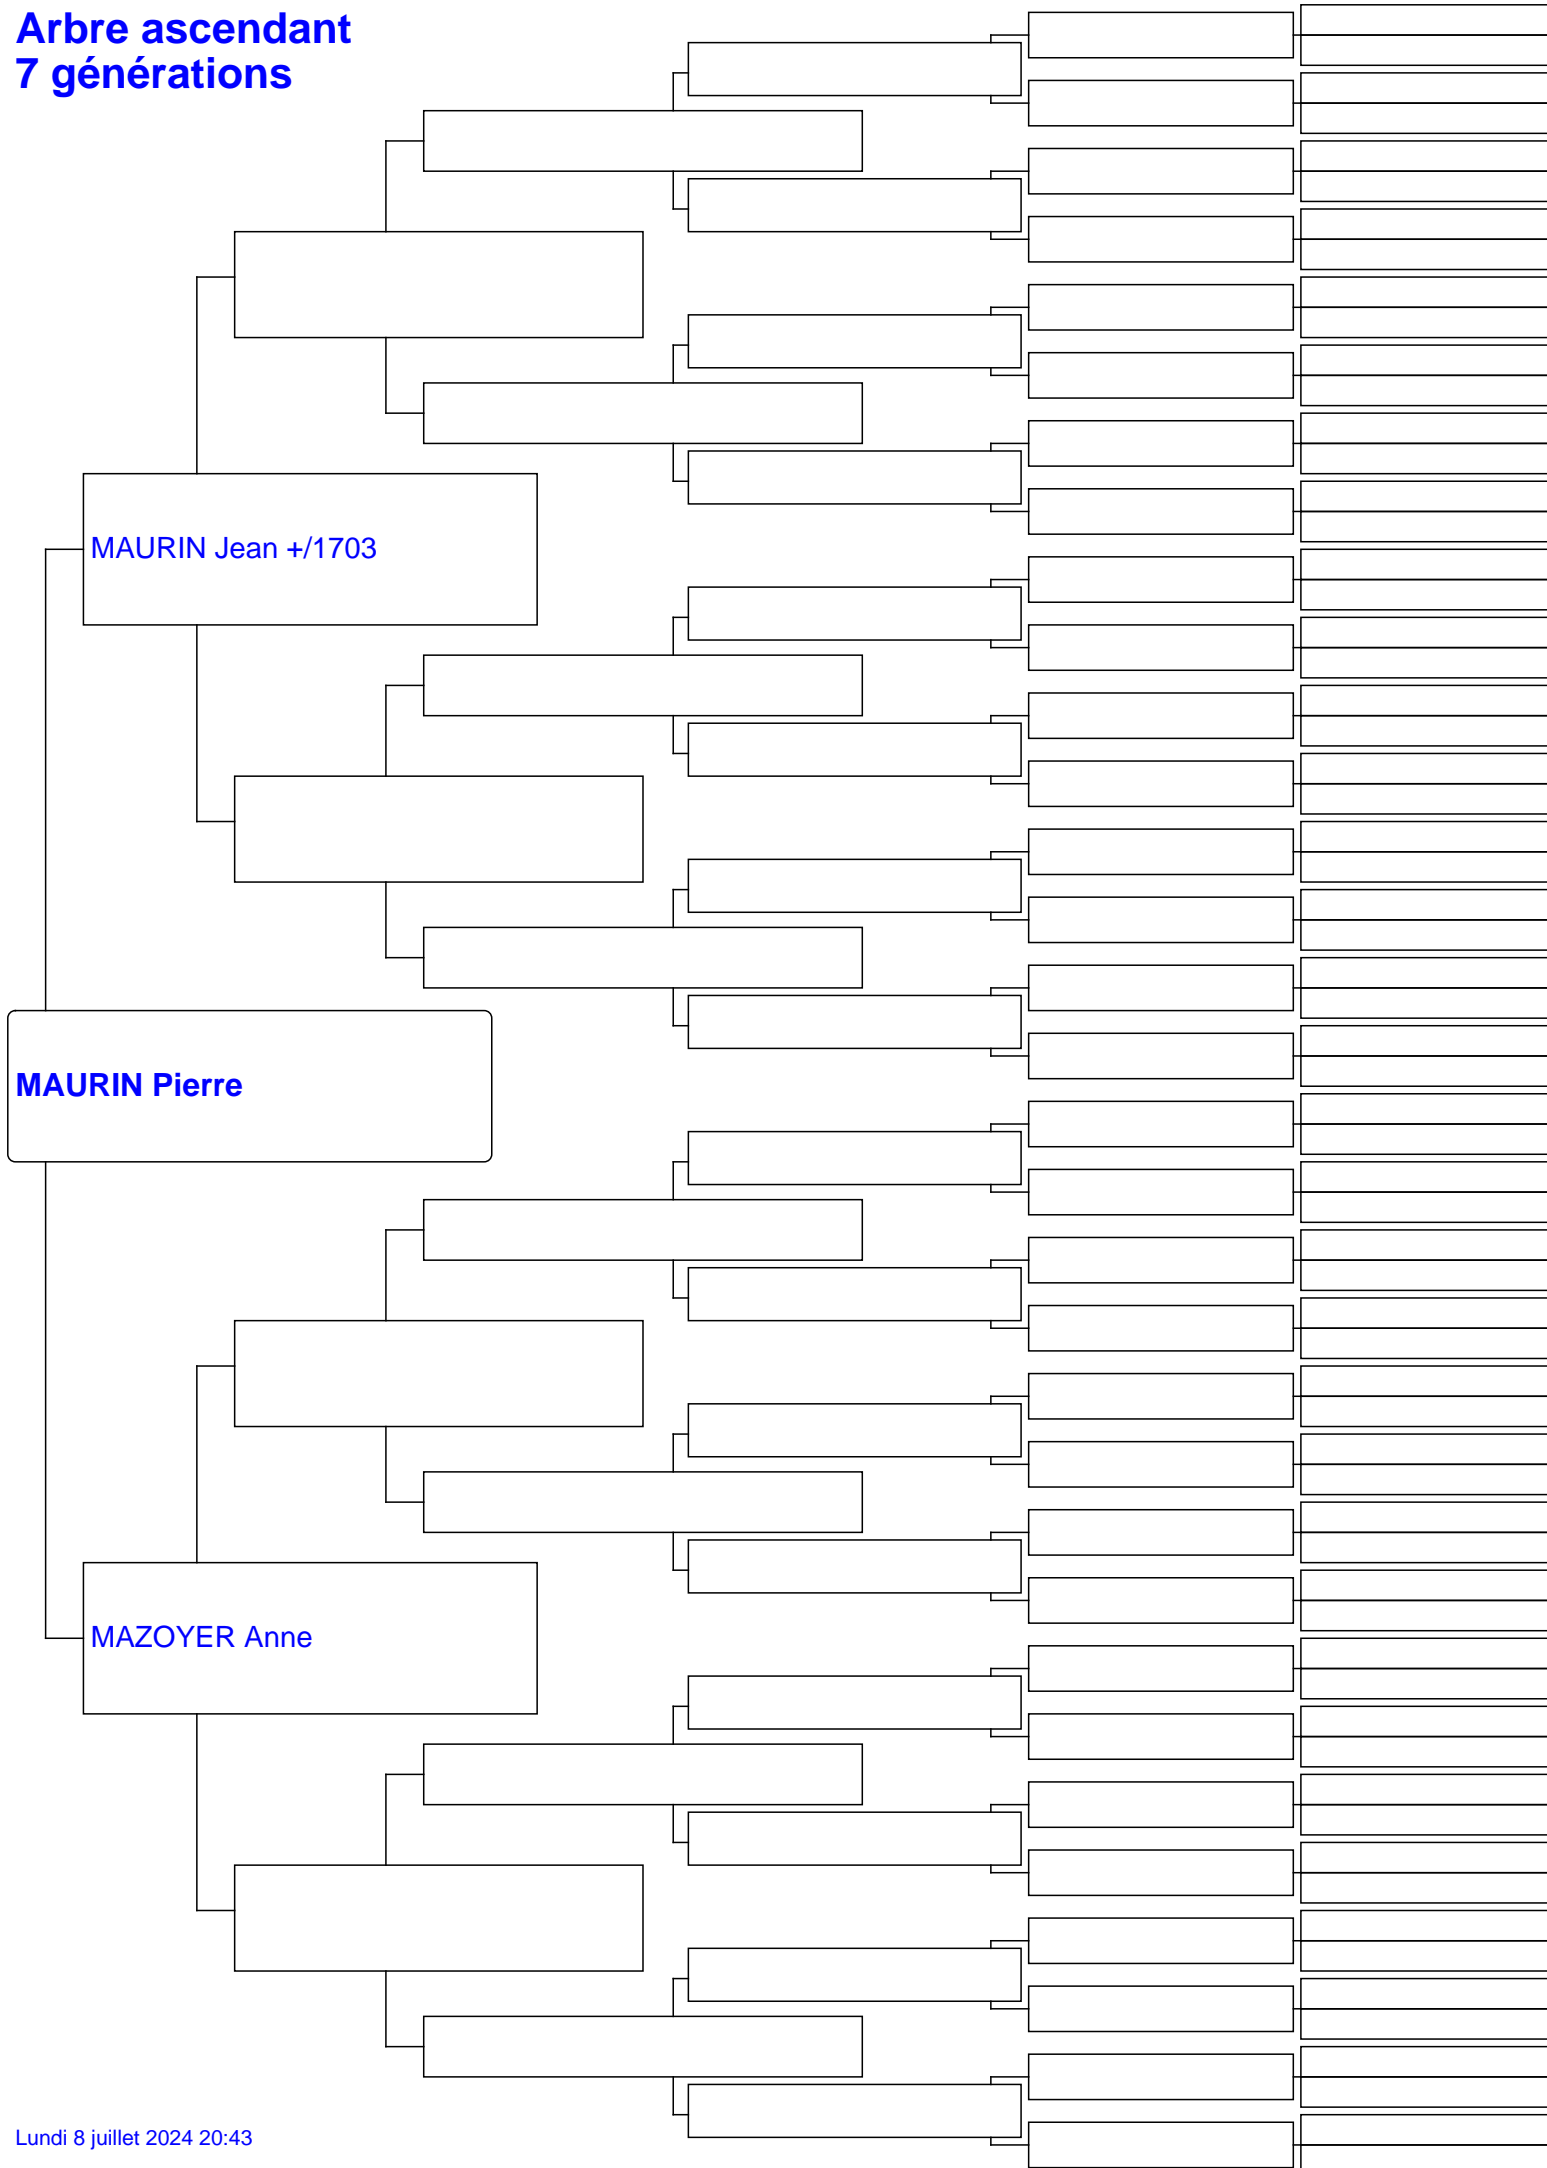 Arbre ascendant
7 générations
MAURIN Jean +/1703
MAURIN Pierre
MAZOYER Anne
Lundi 8 juillet 2024 20:43